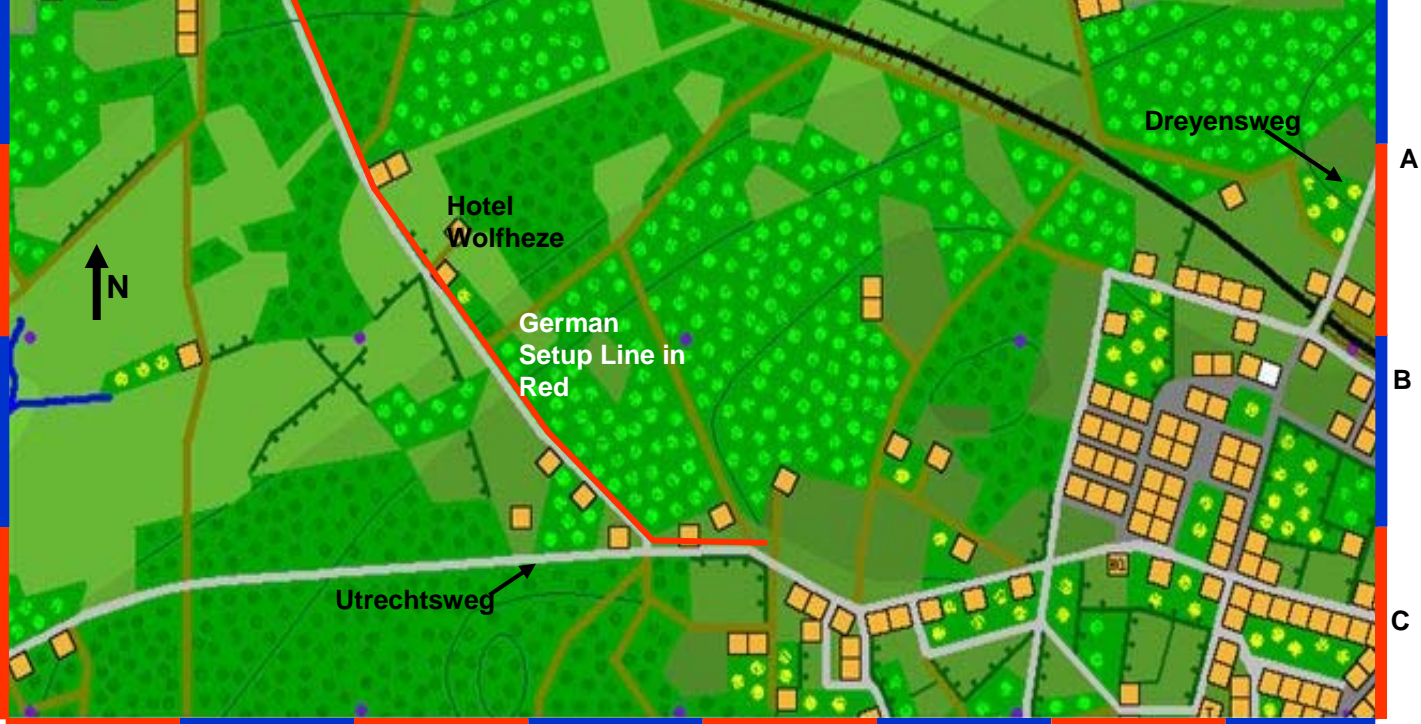 Dreyensweg
A
Hotel
Wolfheze
N
German
Setup Line in
Red
B
Utrechtsweg
C